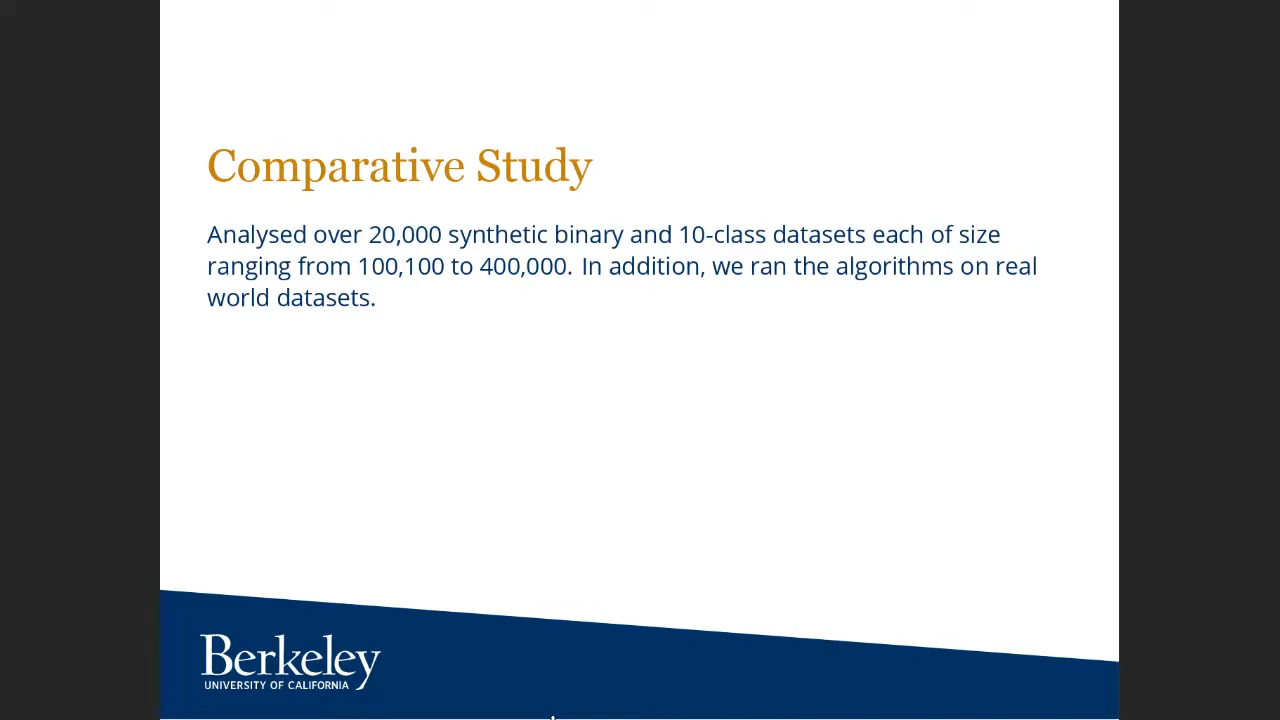 Comparative Study
Analysed over 20,000 synthetic binary and 10-class datasets each of size
ranging from 100,100 to 400,000. In addition, we ran the algorithms on real
world datasets.
Berkeley
UNIVERSITY OF CALIFORNIA